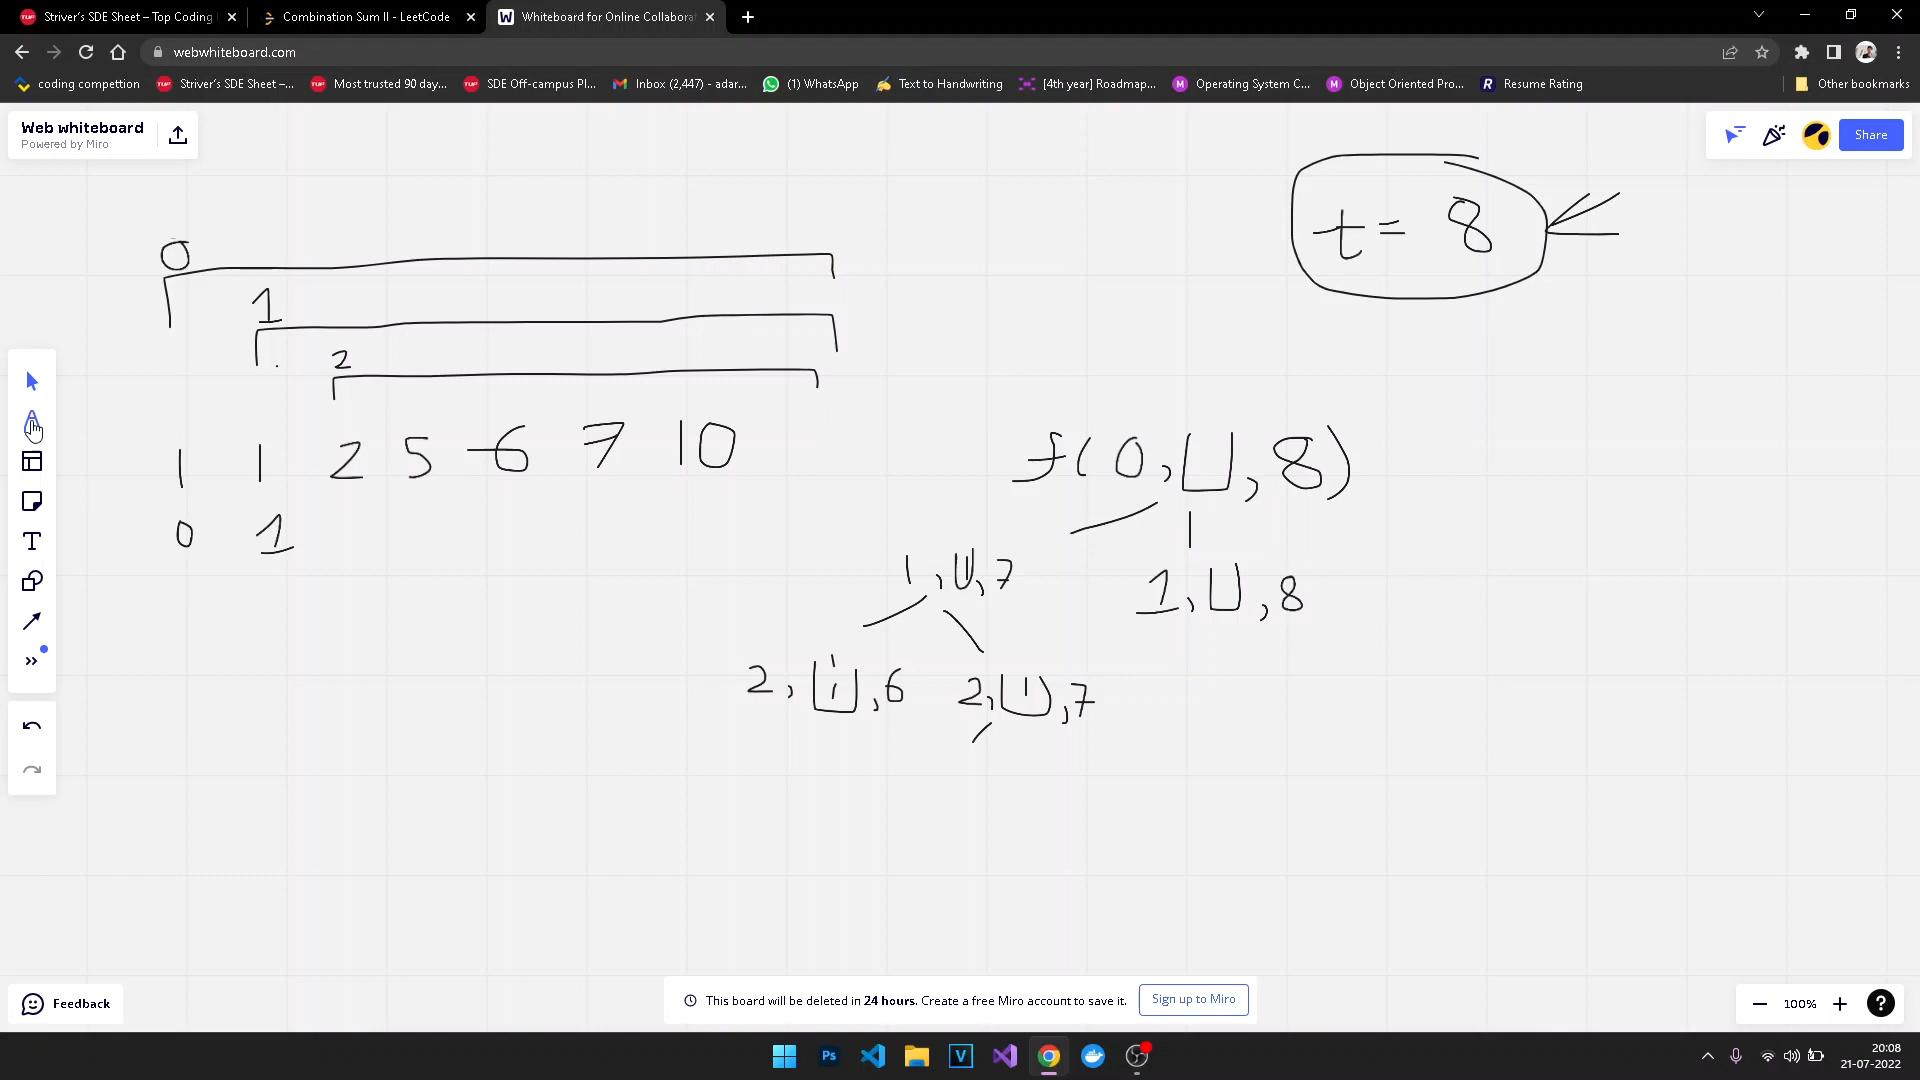 Striver's SDE Sheet – Top Coding
Combination Sum II - LeetCode
Whiteboard for Online Collabora
webwhiteboard.com
coding compettion
Striver's SDE Sheet –...
Most trusted 90 day...
SDE Off-campus Pl...
Inbox (2,447) - adar...
(1) WhatsApp
Text to Handwriting
[4th year] Roadmap...
Operating System C...
Object Oriented Pro...
Resume Rating
Other bookmarks
Web whiteboard
Powered by Miro
Share
t = 8
0
1
2
1 1 2 5 6 7 10
0 1
f(0,[],8)
1,[1],7
1,[],8
2,[1 1],6
2,[1],7
Feedback
This board will be deleted in 24 hours. Create a free Miro account to save it.
Sign up to Miro
100%
20:08
21-07-2022